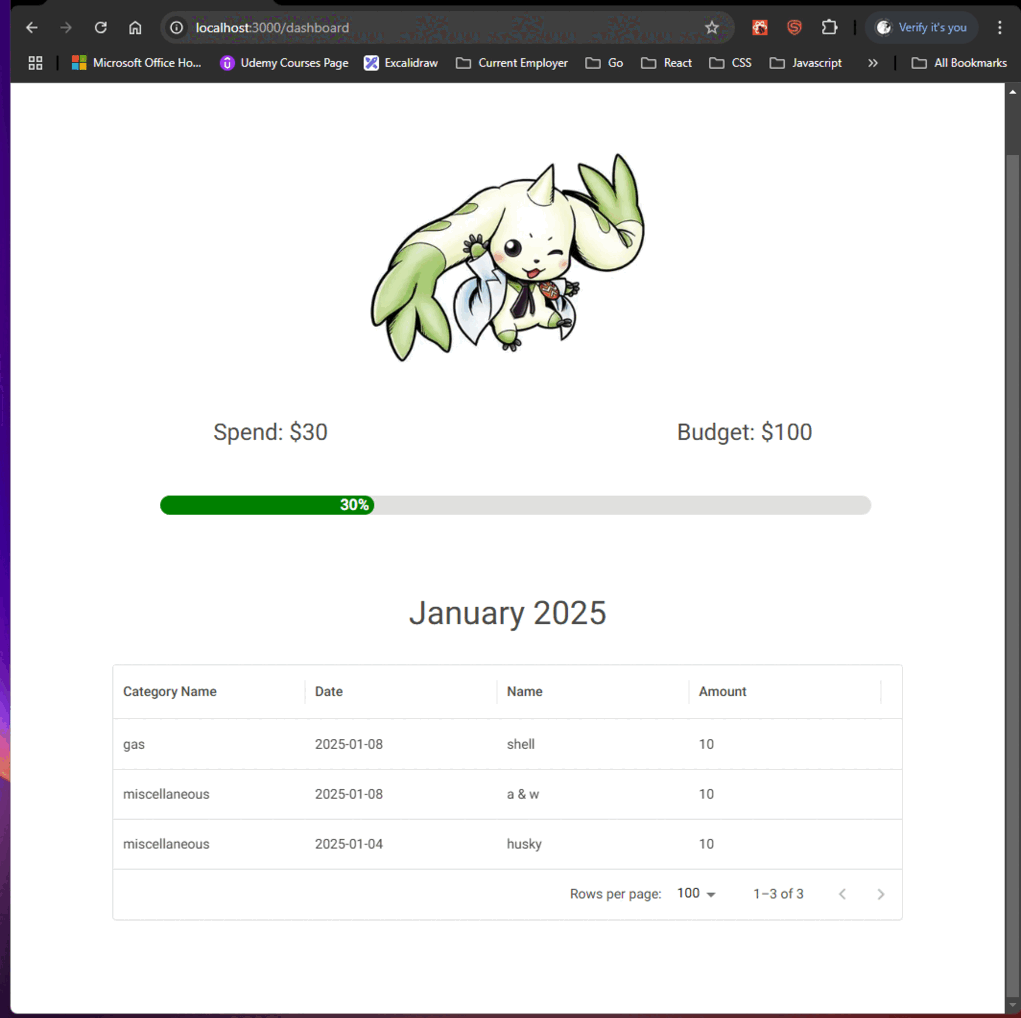 localhost:3000/dashboard
Verify it's you
Microsoft Office Ho... Udemy Courses Page Excalidraw Current Employer Go React CSS Javascript » All Bookmarks
Spend: $30 Budget: $100
30%
January 2025
Category Name Date Name Amount
gas 2025-01-08 shell 10
miscellaneous 2025-01-08 a & w 10
miscellaneous 2025-01-04 husky 10
Rows per page: 100 1–3 of 3